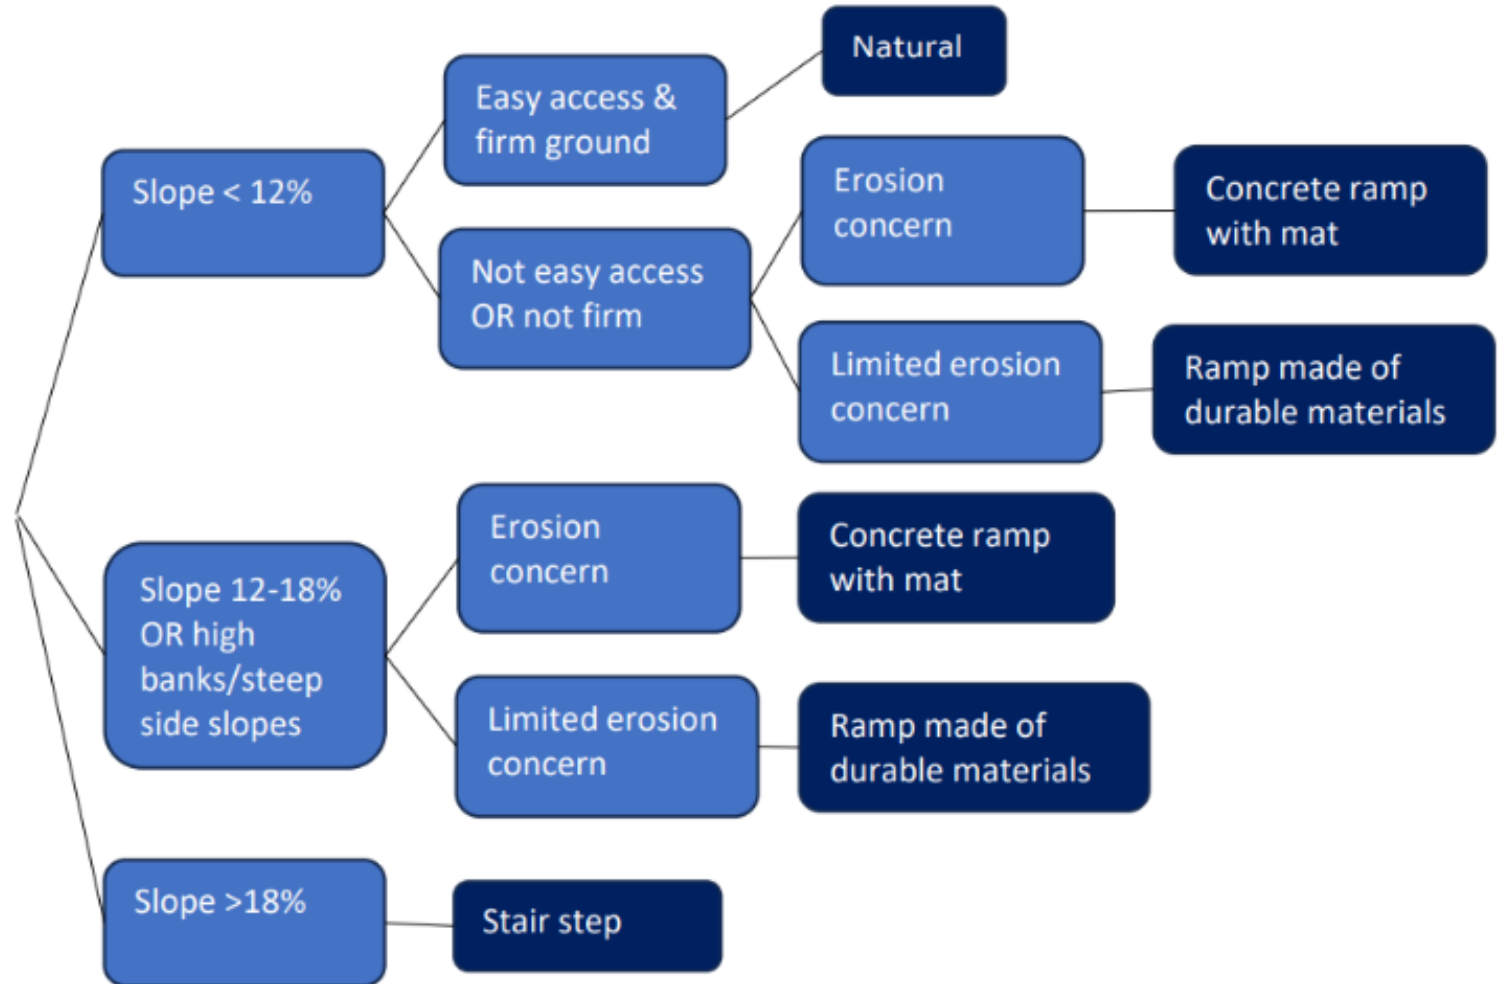 Natural
Easy access &
firm ground
Slope < 12%
Erosion
concern
Concrete ramp
with mat
Not easy access
OR not firm
Limited erosion
concern
Ramp made of
durable materials
Erosion
concern
Concrete ramp
with mat
Slope 12-18%
OR high
banks/steep
side slopes
Limited erosion
concern
Ramp made of
durable materials
Slope >18%
Stair step